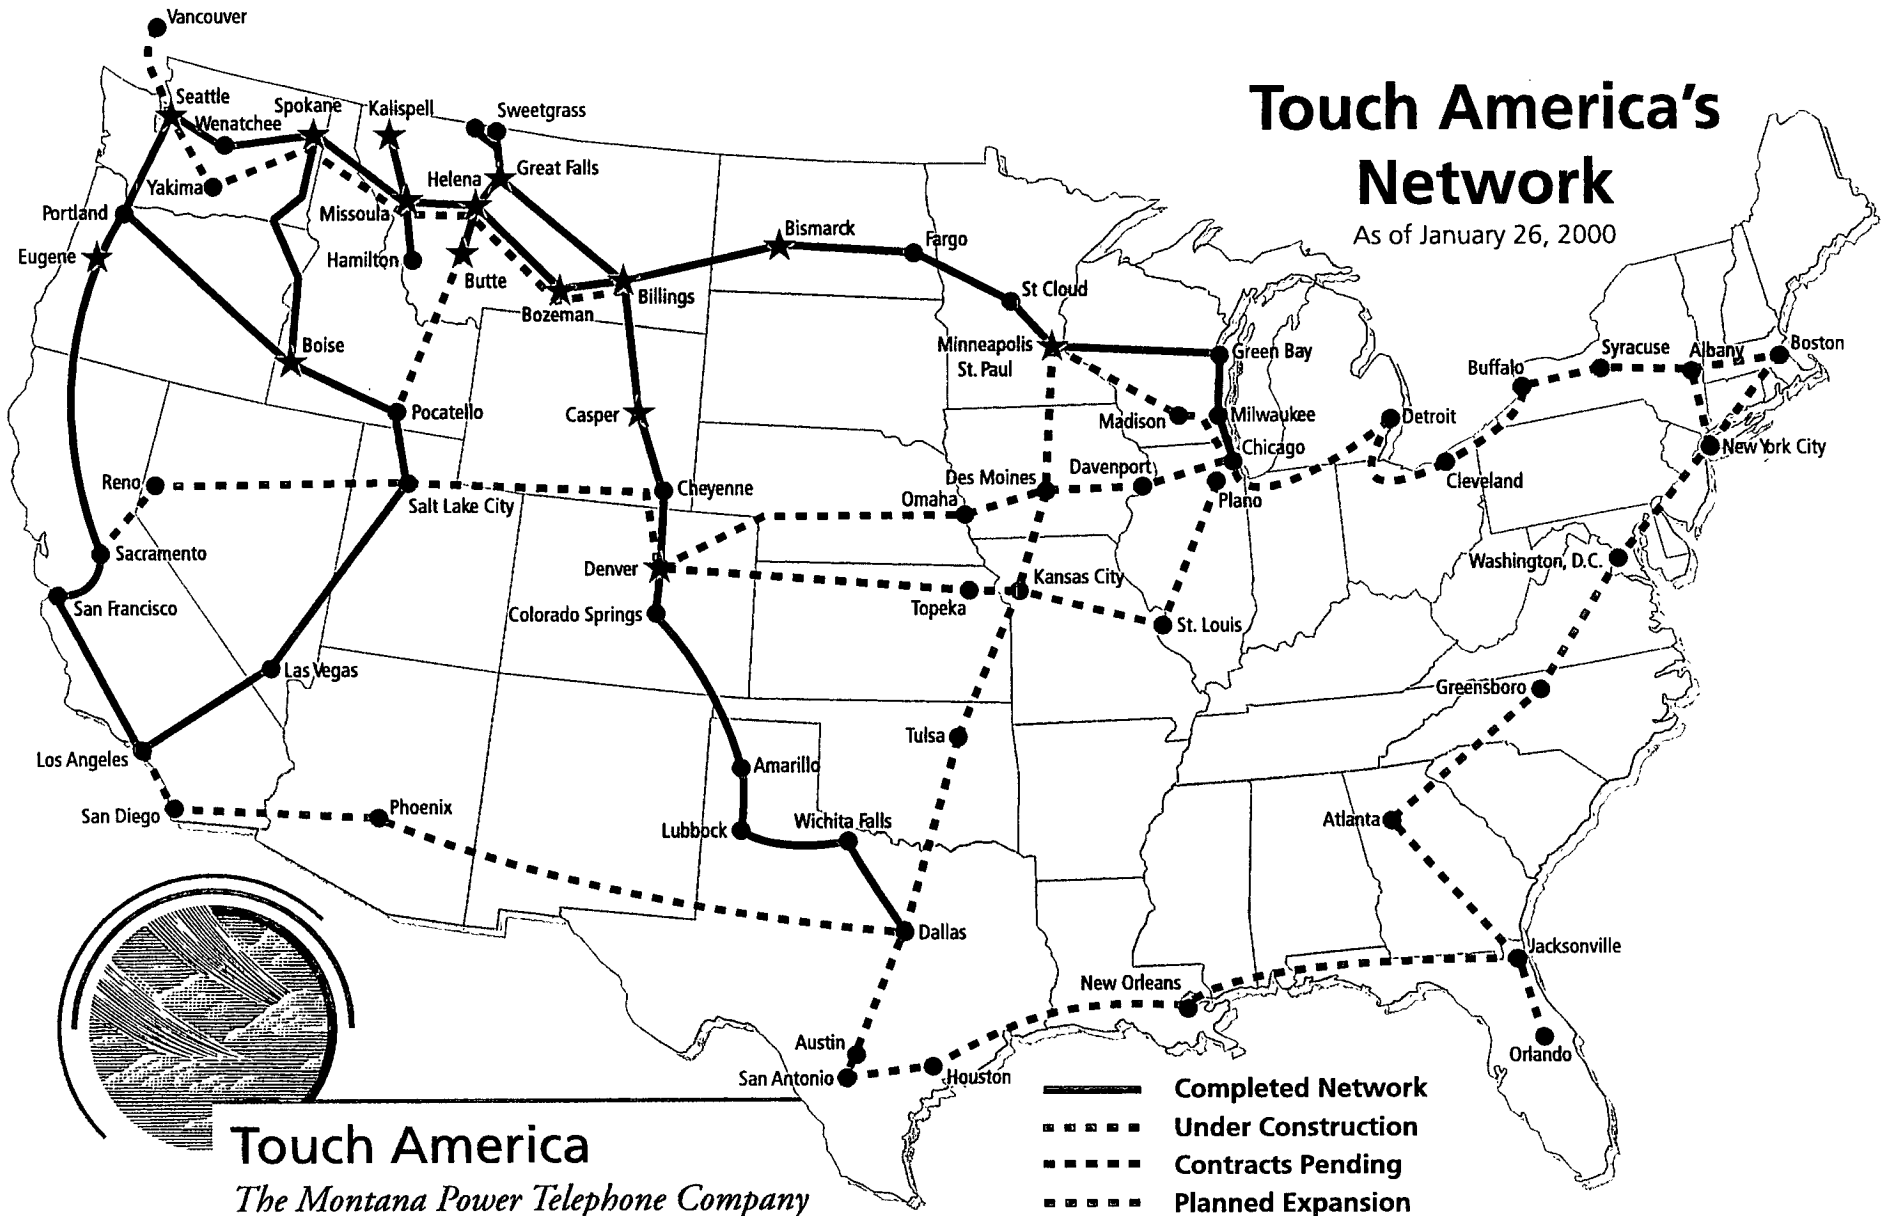 Vancouver
Touch America's
Network
As of January 26, 2000
Seattle
Spokane
Kalispell
Sweetgrass
Wenatchee
Yakima
Helena
Great Falls
Portland
Missoula
Eugene
Hamilton
Butte
Bozeman
Billings
Bismarck
Fargo
St Cloud
Boise
Minneapolis
St. Paul
Green Bay
Buffalo
Syracuse
Albany
Boston
Pocatello
Casper
Madison
Milwaukee
Detroit
Chicago
New York City
Reno
Salt Lake City
Cheyenne
Omaha
Des Moines
Davenport
Plano
Cleveland
Sacramento
Denver
Kansas City
Washington, D.C.
San Francisco
Colorado Springs
Topeka
St. Louis
Las Vegas
Greensboro
Los Angeles
Tulsa
Amarillo
San Diego
Phoenix
Lubbock
Wichita Falls
Atlanta
Dallas
Jacksonville
New Orleans
Austin
San Antonio
Houston
Orlando
Completed Network
Under Construction
Contracts Pending
Planned Expansion
Touch America
The Montana Power Telephone Company